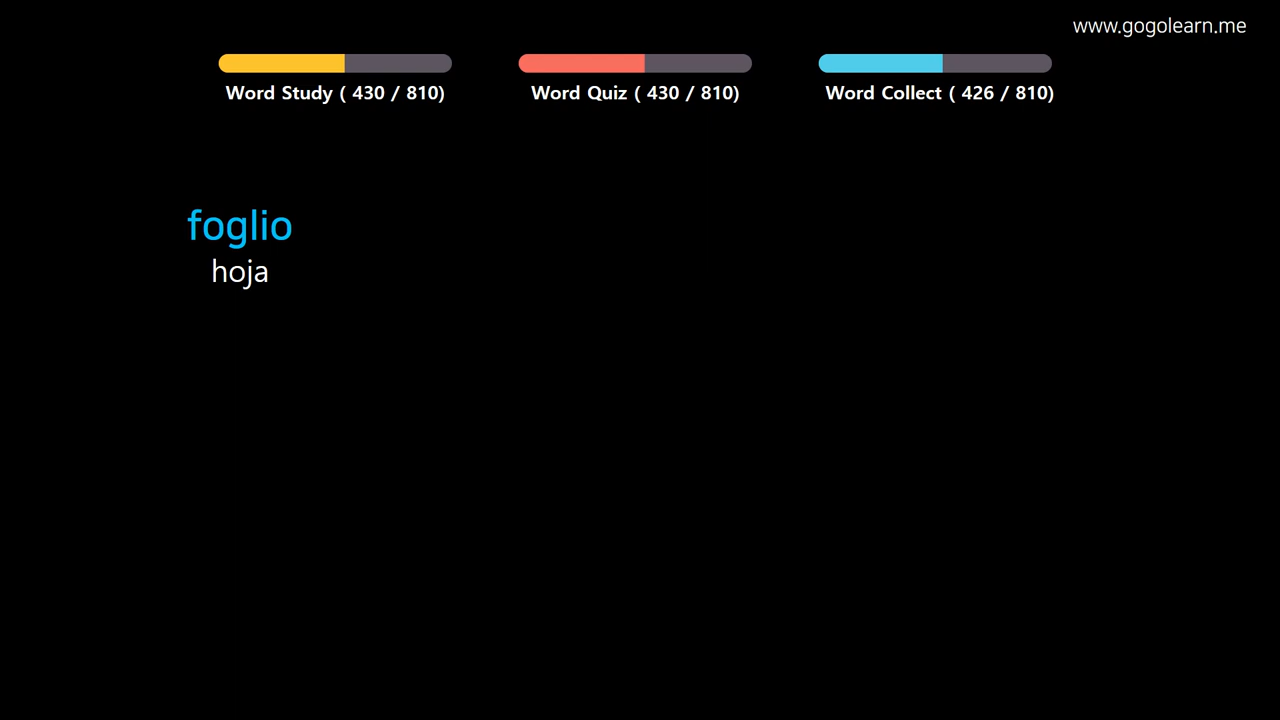 www.gogolearn.me
Word Study ( 430 / 810)
Word Quiz ( 430 / 810)
Word Collect ( 426 / 810)
foglio
hoja